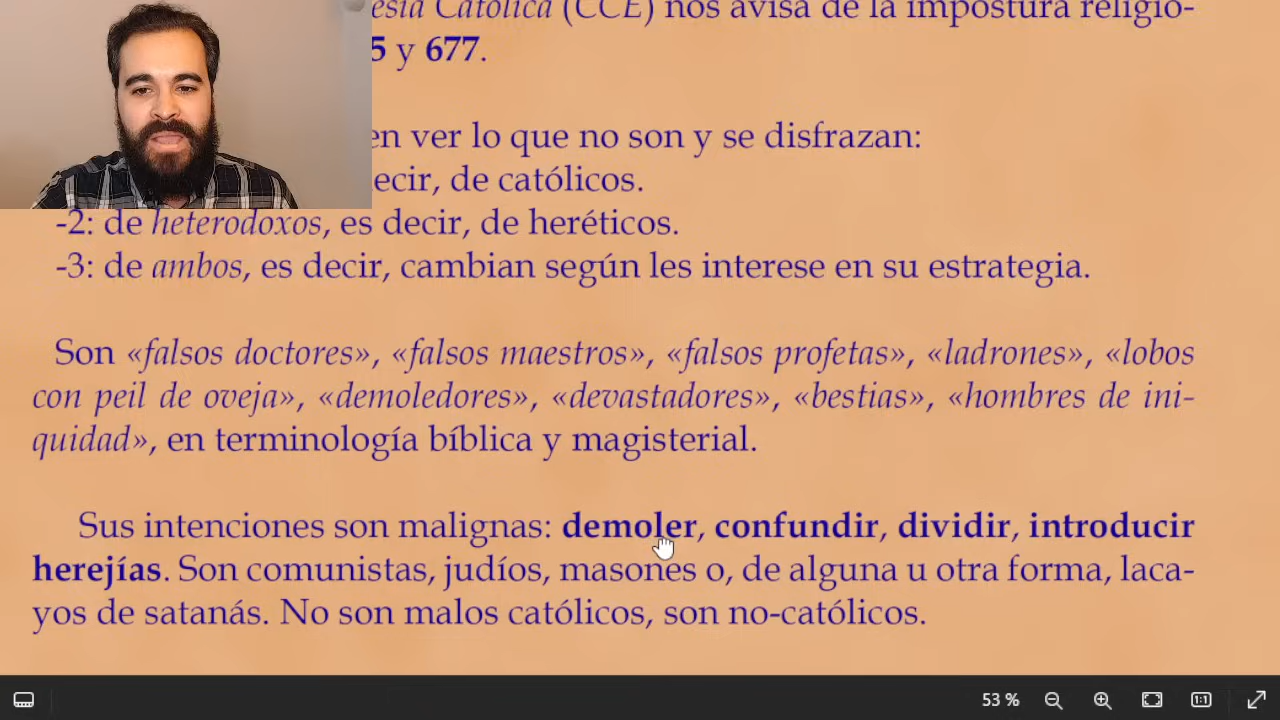 esia Católica (CCE) nos avisa de la impostura religio-
5 y 677.
en ver lo que no son y se disfrazan:
ecir, de católicos.
-2: de heterodoxos, es decir, de heréticos.
-3: de ambos, es decir, cambian según les interese en su estrategia.
Son «falsos doctores», «falsos maestros», «falsos profetas», «ladrones», «lobos
con peil de oveja», «demoledores», «devastadores», «bestias», «hombres de ini-
quidad», en terminología bíblica y magisterial.
Sus intenciones son malignas: demoler, confundir, dividir, introducir
herejías. Son comunistas, judíos, masones o, de alguna u otra forma, laca-
yos de satanás. No son malos católicos, son no-católicos.
53 %
1:1